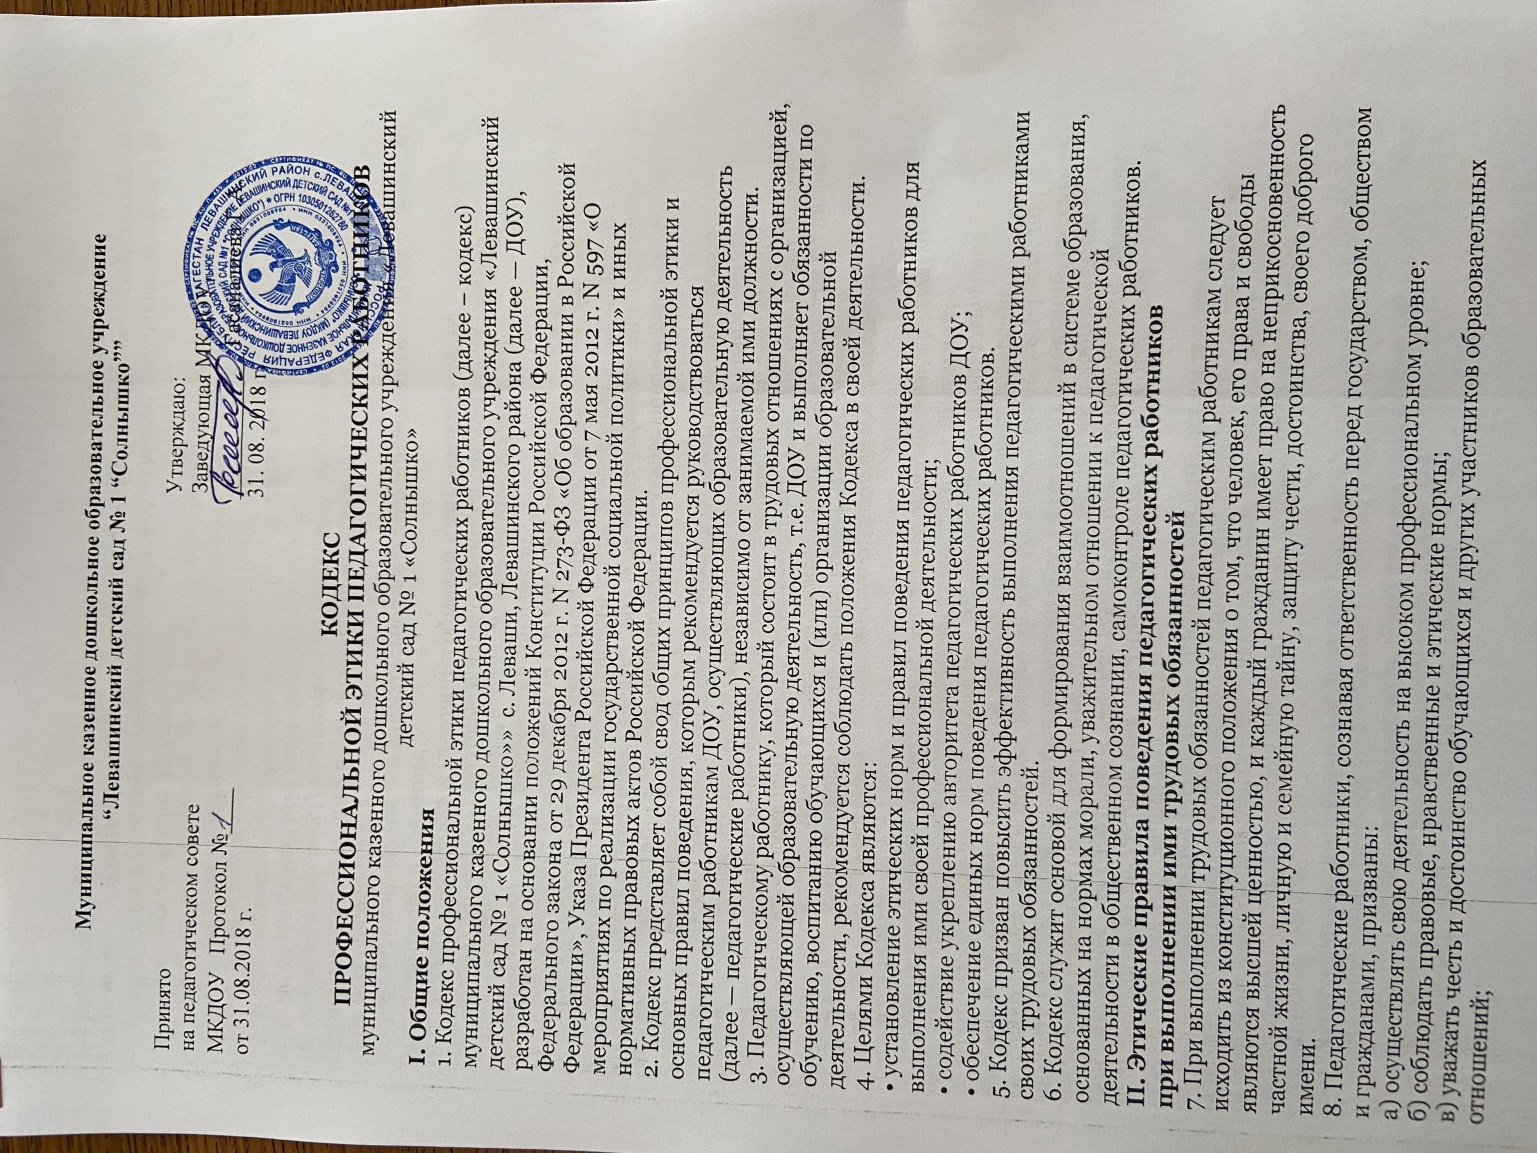 Муниципальное казенное дошкольное образовательное учреждение
“Левашинский детский сад № 1 “Солнышко””
Принято
на педагогическом совете
МКДОУ Протокол № 1
от 31.08.2018 г.
Утверждаю:
Заведующая МКДОУ
31.08. 2018 г
КОДЕКС
ПРОФЕССИОНАЛЬНОЙ ЭТИКИ ПЕДАГОГИЧЕСКИХ РАБОТНИКОВ
муниципального казенного дошкольного образовательного учреждения «Левашинский
детский сад № 1 «Солнышко»
I. Общие положения
1. Кодекс профессиональной этики педагогических работников (далее – кодекс)
муниципального казенного дошкольного образовательного учреждения «Левашинский
детский сад № 1 «Солнышко»» с. Леваши, Левашинского района (далее – ДОУ),
разработан на основании положений Конституции Российской Федерации,
Федерального закона от 29 декабря 2012 г. N 273-ФЗ «Об образовании в Российской
Федерации», Указа Президента Российской Федерации от 7 мая 2012 г. N 597 «О
мероприятиях по реализации государственной социальной политики» и иных
нормативных правовых актов Российской Федерации.
2. Кодекс представляет собой свод общих принципов профессиональной этики и
основных правил поведения, которым рекомендуется руководствоваться
педагогическим работникам ДОУ, осуществляющих образовательную деятельность
(далее — педагогические работники), независимо от занимаемой ими должности.
3. Педагогическому работнику, который состоит в трудовых отношениях с организацией,
осуществляющей образовательную деятельность, т.е. ДОУ и выполняет обязанности по
обучению, воспитанию обучающихся и (или) организации образовательной
деятельности, рекомендуется соблюдать положения Кодекса в своей деятельности.
4. Целями Кодекса являются:
• установление этических норм и правил поведения педагогических работников для
выполнения ими своей профессиональной деятельности;
• содействие укреплению авторитета педагогических работников ДОУ;
• обеспечение единых норм поведения педагогических работников.
5. Кодекс призван повысить эффективность выполнения педагогическими работниками
своих трудовых обязанностей.
6. Кодекс служит основой для формирования взаимоотношений в системе образования,
основанных на нормах морали, уважительном отношении к педагогической
деятельности в общественном сознании, самоконтроле педагогических работников.
II. Этические правила поведения педагогических работников
при выполнении ими трудовых обязанностей
7. При выполнении трудовых обязанностей педагогическим работникам следует
исходить из конституционного положения о том, что человек, его права и свободы
являются высшей ценностью, и каждый гражданин имеет право на неприкосновенность
частной жизни, личную и семейную тайну, защиту чести, достоинства, своего доброго
имени.
8. Педагогические работники, сознавая ответственность перед государством, обществом
и гражданами, призваны:
а) осуществлять свою деятельность на высоком профессиональном уровне;
б) соблюдать правовые, нравственные и этические нормы;
в) уважать честь и достоинство обучающихся и других участников образовательных
отношений;